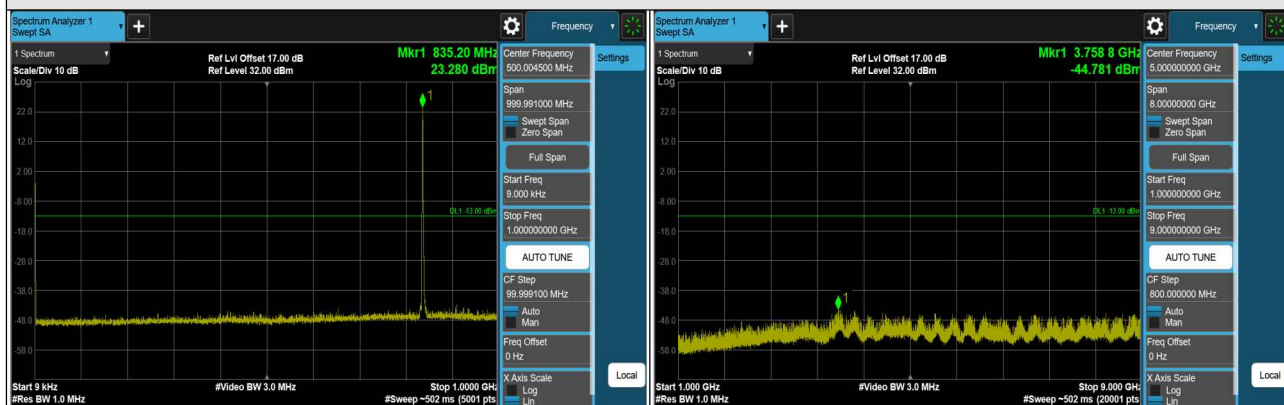 Spectrum Analyzer 1
Swept SA
+
Frequency
1 Spectrum
Scale/Div 10 dB
Log
Ref Lvl Offset 17.00 dB
Ref Level 32.00 dBm
Mkr1 835.20 MHz
23.280 dBm
1
22.0
12.0
2.00
-8.00
-18.0
-28.0
-38.0
-48.0
-58.0
DL1 -13.00 dBm
Start 9 kHz
#Res BW 1.0 MHz
#Video BW 3.0 MHz
Stop 1.0000 GHz
#Sweep ~502 ms (5001 pts)
Center Frequency
500.004500 MHz
Settings
Span
999.991000 MHz
Swept Span
Zero Span
Full Span
Start Freq
9.000 kHz
Stop Freq
1.000000000 GHz
AUTO TUNE
CF Step
99.999100 MHz
Auto
Man
Freq Offset
0 Hz
X Axis Scale
Log
Lin
Local
Spectrum Analyzer 1
Swept SA
+
Frequency
1 Spectrum
Scale/Div 10 dB
Log
Ref Lvl Offset 17.00 dB
Ref Level 32.00 dBm
Mkr1 3.758 8 GHz
-44.781 dBm
22.0
12.0
2.00
-8.00
-18.0
-28.0
-38.0
-48.0
-58.0
DL1 -13.00 dBm
1
Start 1.000 GHz
#Res BW 1.0 MHz
#Video BW 3.0 MHz
Stop 9.000 GHz
#Sweep ~502 ms (20001 pts)
Center Frequency
5.000000000 GHz
Settings
Span
8.00000000 GHz
Swept Span
Zero Span
Full Span
Start Freq
1.000000000 GHz
Stop Freq
9.000000000 GHz
AUTO TUNE
CF Step
800.000000 MHz
Auto
Man
Freq Offset
0 Hz
X Axis Scale
Log
Lin
Local